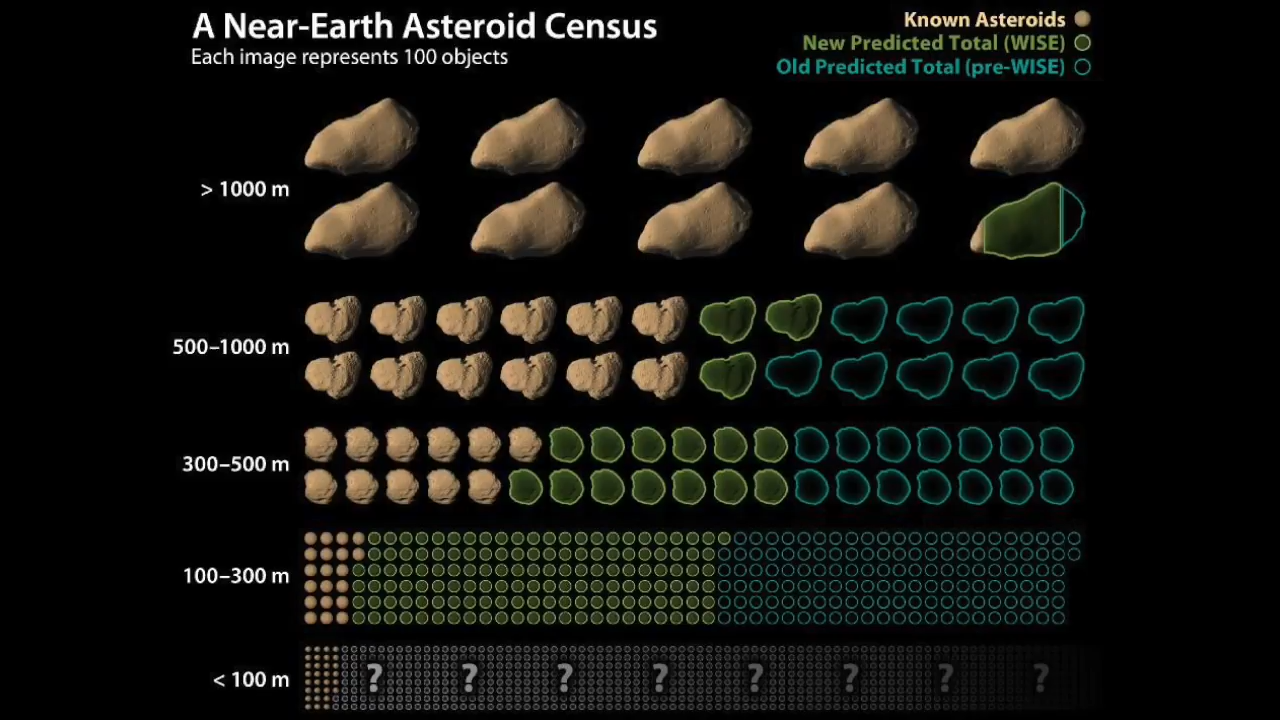 A Near-Earth Asteroid Census
Each image represents 100 objects
Known Asteroids
New Predicted Total (WISE)
Old Predicted Total (pre-WISE)
> 1000 m
500–1000 m
300–500 m
100–300 m
< 100 m
? ? ? ? ? ? ? ?